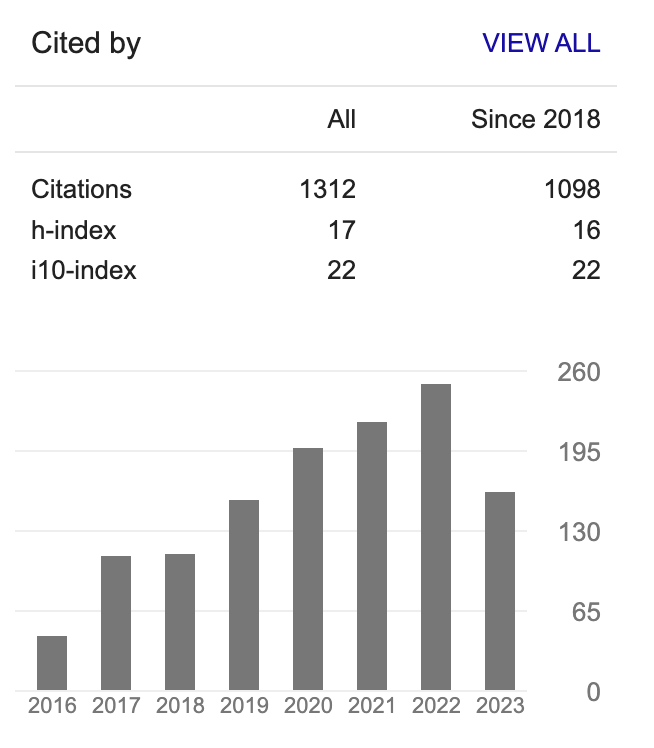 Cited by VIEW ALL
All Since 2018
Citations 1312 1098
h-index 17 16
i10-index 22 22
260
195
130
65
0
2016 2017 2018 2019 2020 2021 2022 2023